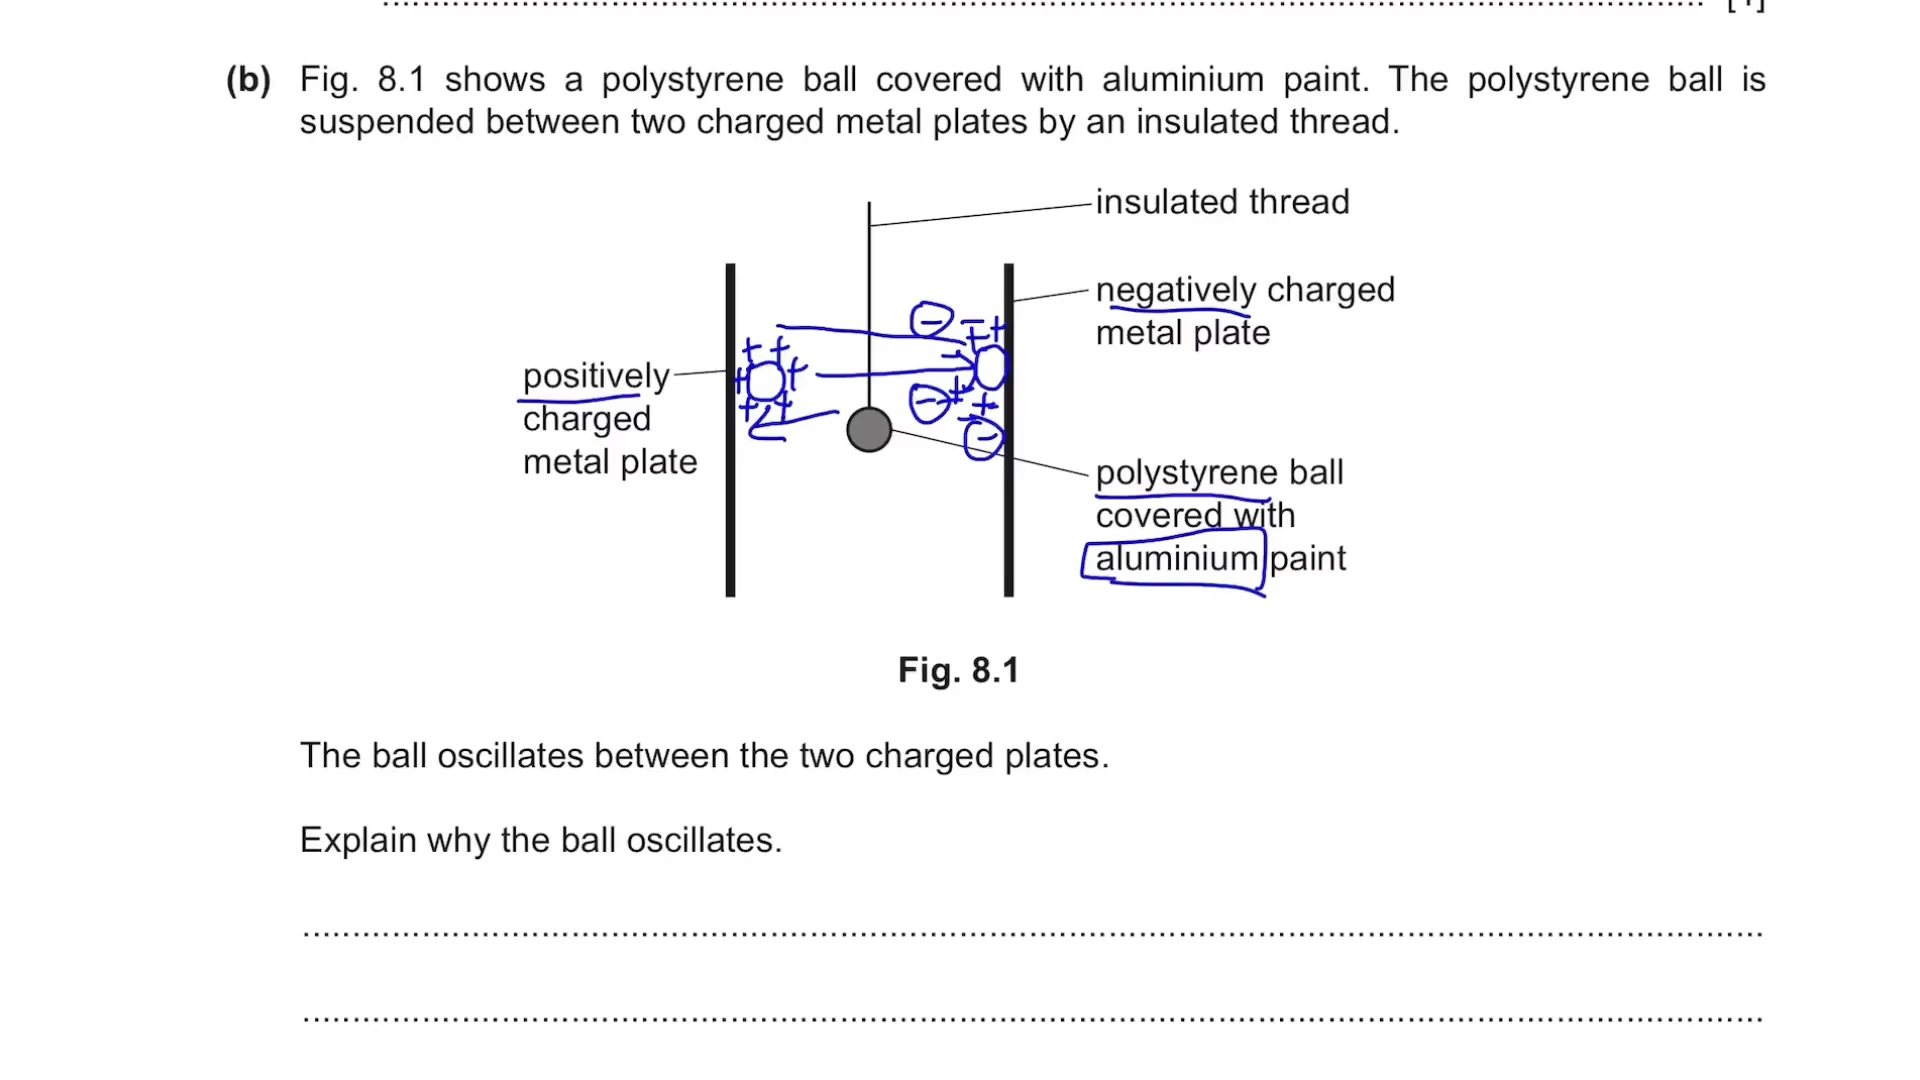 (b) Fig. 8.1 shows a polystyrene ball covered with aluminium paint. The polystyrene ball is
suspended between two charged metal plates by an insulated thread.
insulated thread
negatively charged
metal plate
positively
charged
metal plate
polystyrene ball
covered with
aluminium paint
Fig. 8.1
The ball oscillates between the two charged plates.
Explain why the ball oscillates.